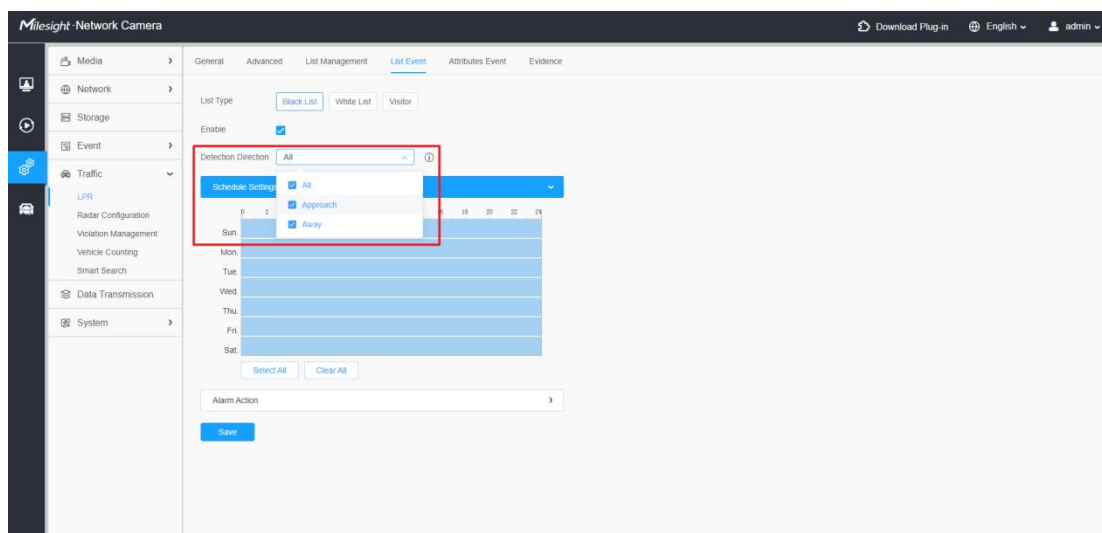 Milesight -Network Camera
Download Plug-in
English
admin
Media
Network
Storage
Event
Traffic
LPR
Radar Configuration
Violation Management
Vehicle Counting
Smart Search
Data Transmission
System
General Advanced List Management List Event Attributes Event Evidence
List Type Black List White List Visitor
Enable
Detection Direction All
All
Approach
Away
Schedule Settings
0 2 18 20 22 24
Sun.
Mon.
Tue.
Wed.
Thu.
Fri.
Sat.
Select All Clear All
Alarm Action
Save